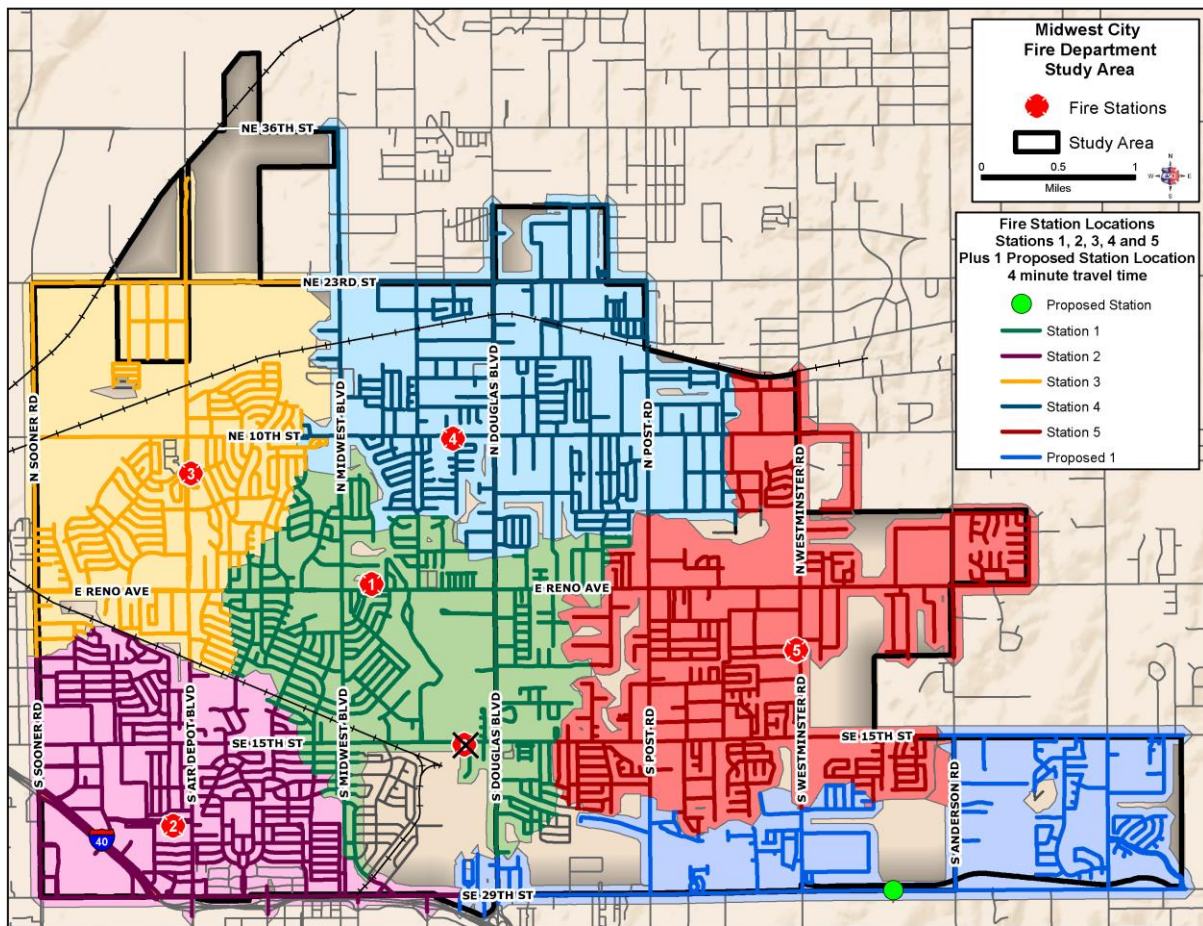 Midwest City
Fire Department
Study Area
Fire Stations
Study Area
0 0.5 1
Miles
N
W E
S
Fire Station Locations
Stations 1, 2, 3, 4 and 5
Plus 1 Proposed Station Location
4 minute travel time
Proposed Station
Station 1
Station 2
Station 3
Station 4
Station 5
Proposed 1
NE 36TH ST
NE 23RD ST
N SOONER RD
NE 10TH ST
N MIDWEST BLVD
N DOUGLAS BLVD
N POST RD
N WESTMINSTER RD
4
3
E RENO AVE
1
E RENO AVE
5
S SOONER RD
S AIR DEPOT BLVD
SE 15TH ST
S MIDWEST BLVD
S DOUGLAS BLVD
S POST RD
S WESTMINSTER RD
SE 15TH ST
S ANDERSON RD
2
40
SE 29TH ST